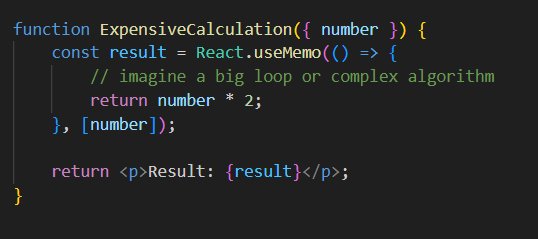 function ExpensiveCalculation({ number }) {
    const result = React.useMemo(() => {
        // imagine a big loop or complex algorithm
        return number * 2;
    }, [number]);

    return <p>Result: {result}</p>;
}